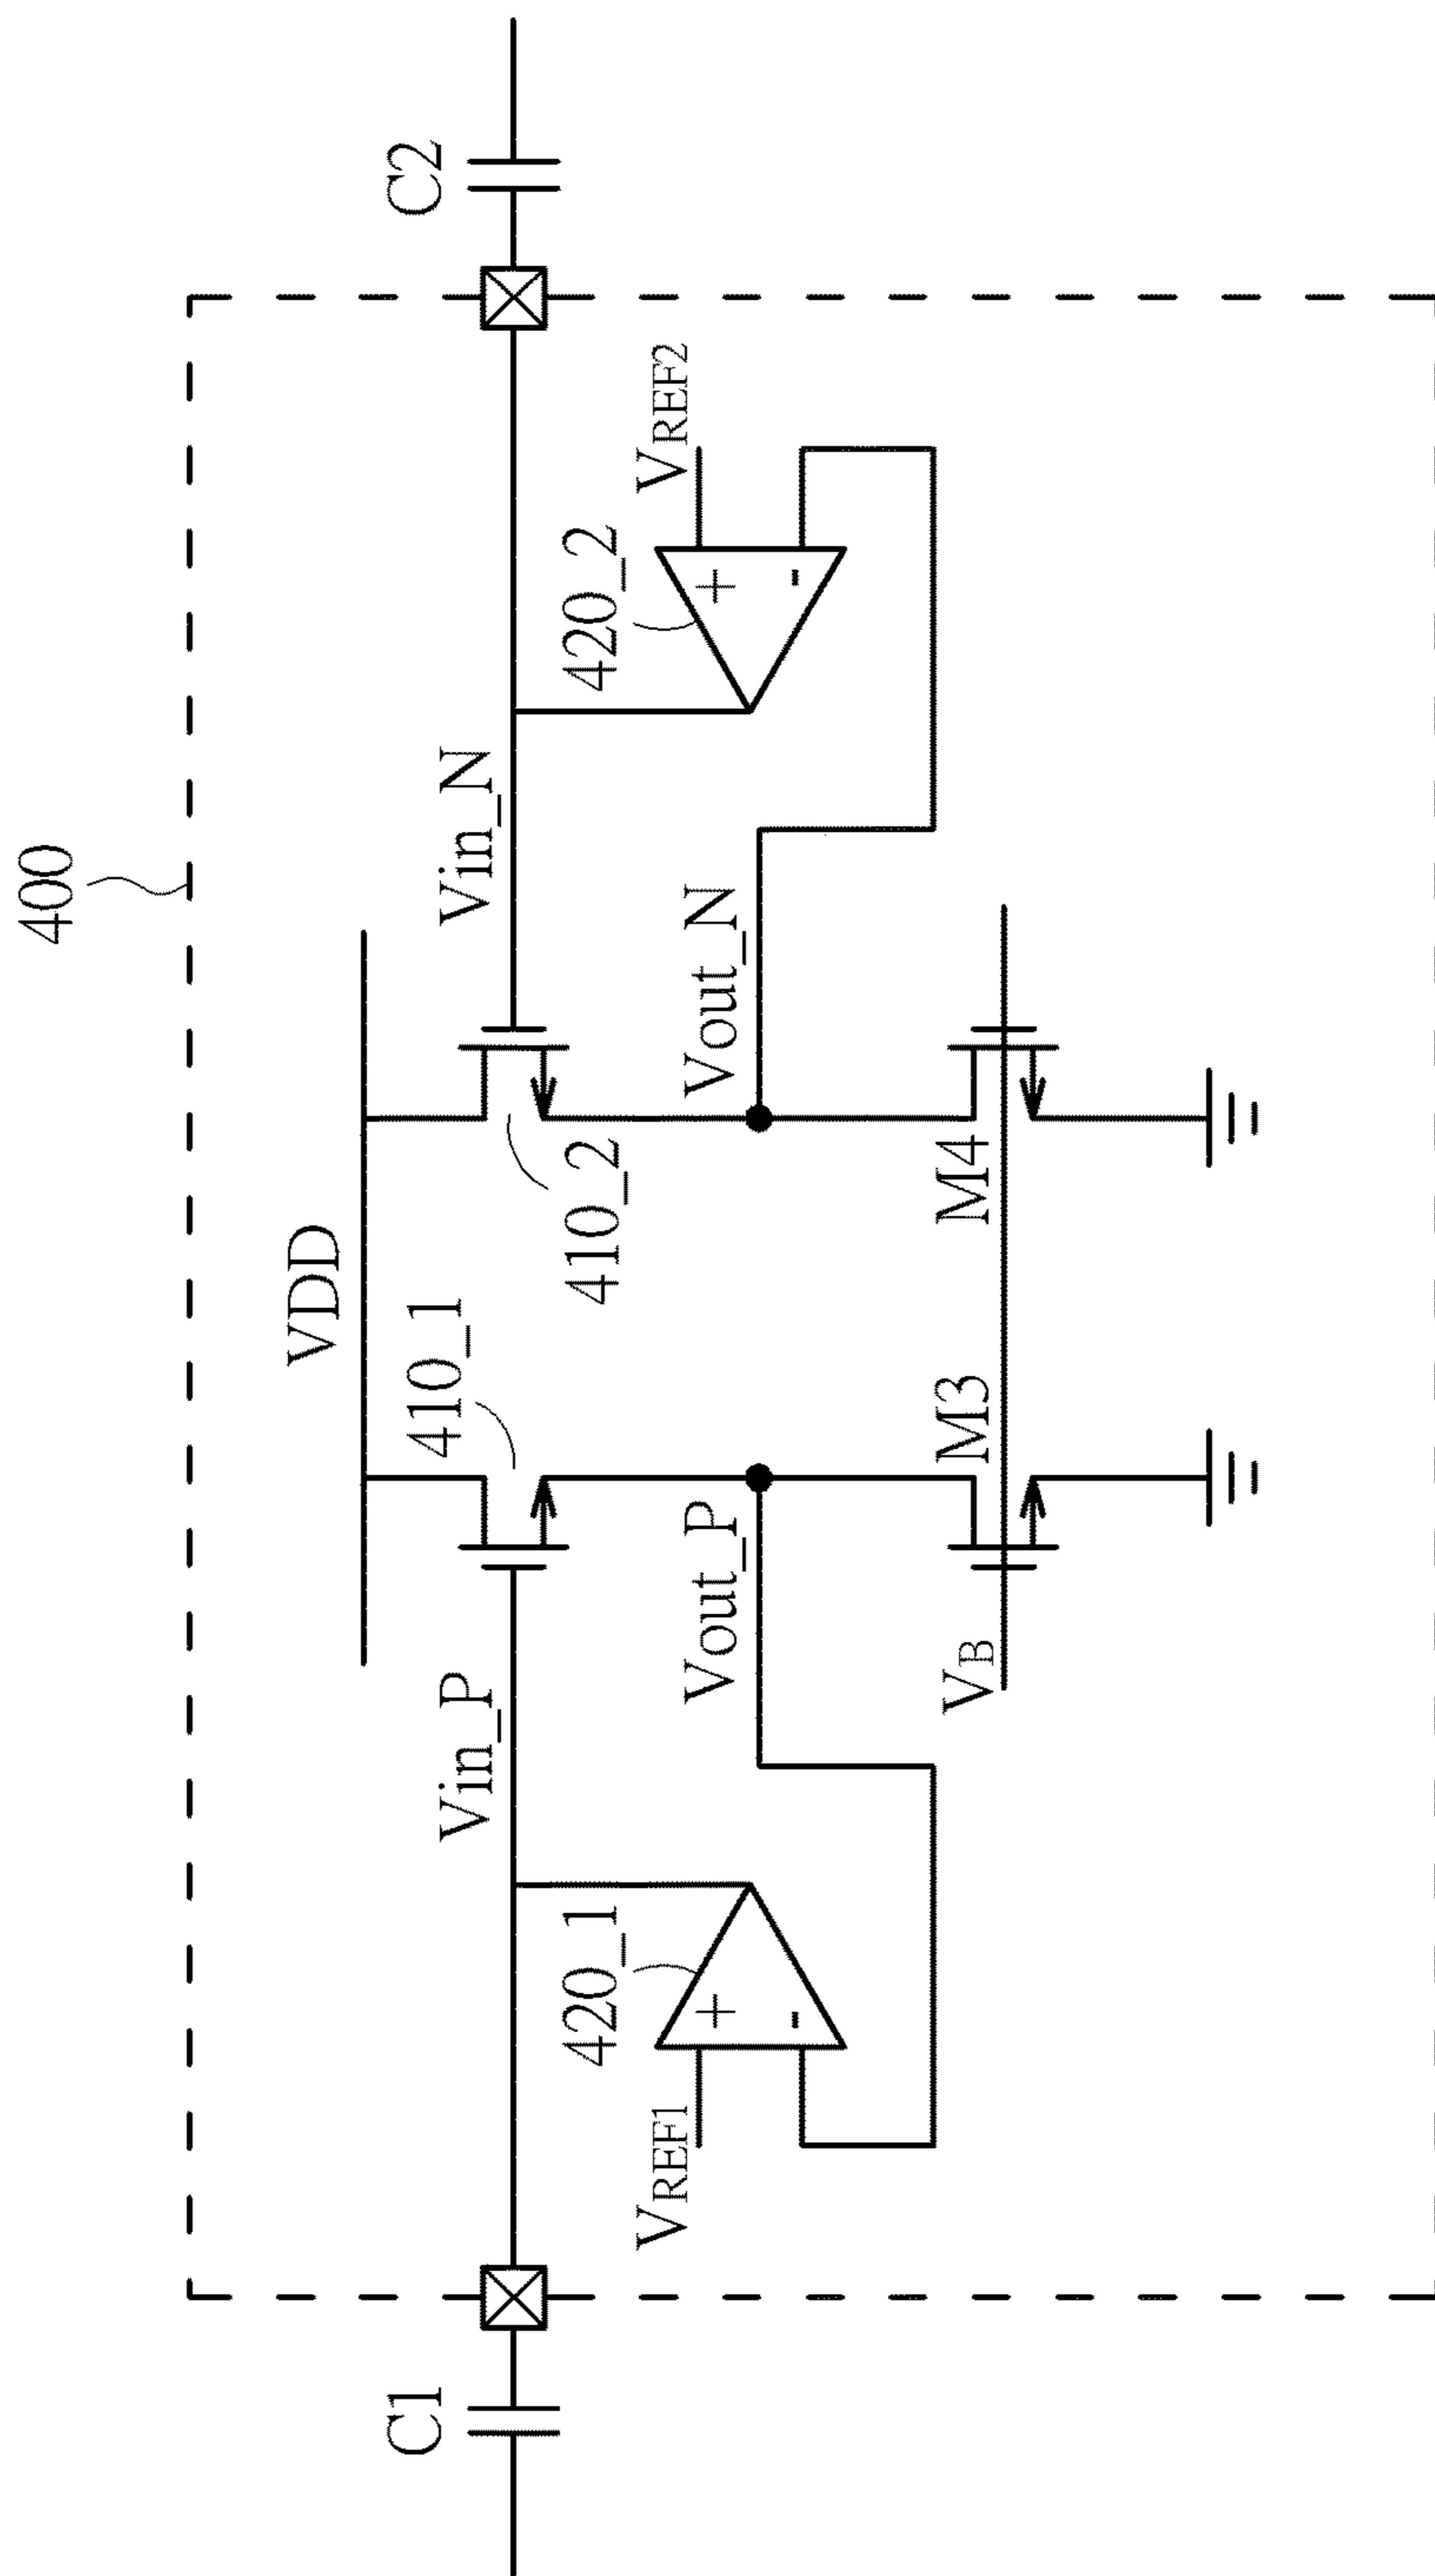 400
VDD
C1
C2
410_1
Vin_P
Vin_N
420_1
410_2
420_2
VREF1
Vout_P
Vout_N
VREF2
+
+
-
-
VB
M3
M4